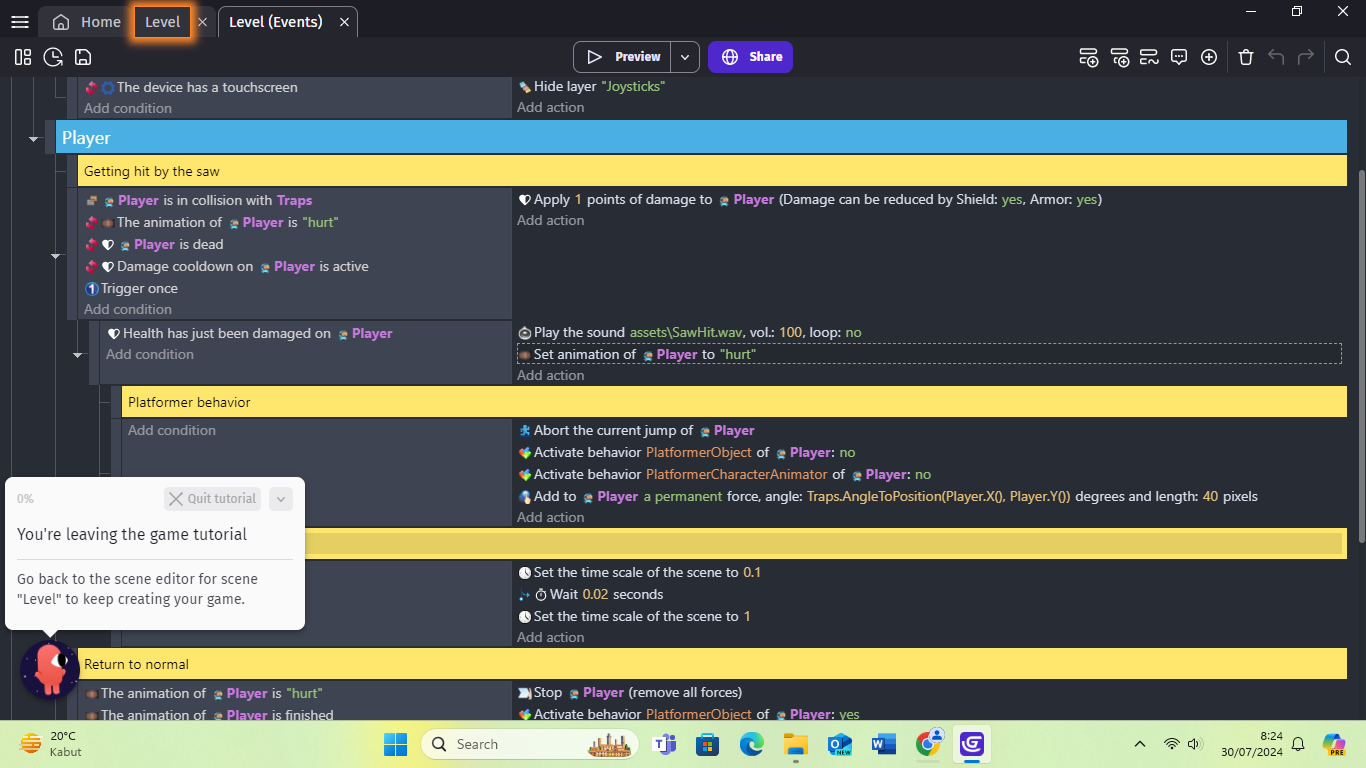 Home
Level
Level (Events)
Preview
Share
The device has a touchscreen
Hide layer "Joysticks"
Add condition
Add action
Player
Getting hit by the saw
Player is in collision with Traps
Apply 1 points of damage to Player (Damage can be reduced by Shield: yes, Armor: yes)
The animation of Player is "hurt"
Add action
Player is dead
Damage cooldown on Player is active
Trigger once
Add condition
Health has just been damaged on Player
Play the sound assets\SawHit.wav, vol.: 100, loop: no
Add condition
Set animation of Player to "hurt"
Add action
Platformer behavior
Add condition
Abort the current jump of Player
Activate behavior PlatformerObject of Player: no
Activate behavior PlatformerCharacterAnimator of Player: no
Add to Player a permanent force, angle: Traps.AngleToPosition(Player.X(), Player.Y()) degrees and length: 40 pixels
Add action
0%
Quit tutorial
You're leaving the game tutorial
Go back to the scene editor for scene
"Level" to keep creating your game.
Set the time scale of the scene to 0.1
Wait 0.02 seconds
Set the time scale of the scene to 1
Add action
Return to normal
The animation of Player is "hurt"
Stop Player (remove all forces)
The animation of Player is finished
Activate behavior PlatformerObject of Player: yes
20°C
Kabut
Search
NEW
8:24
30/07/2024
PRE